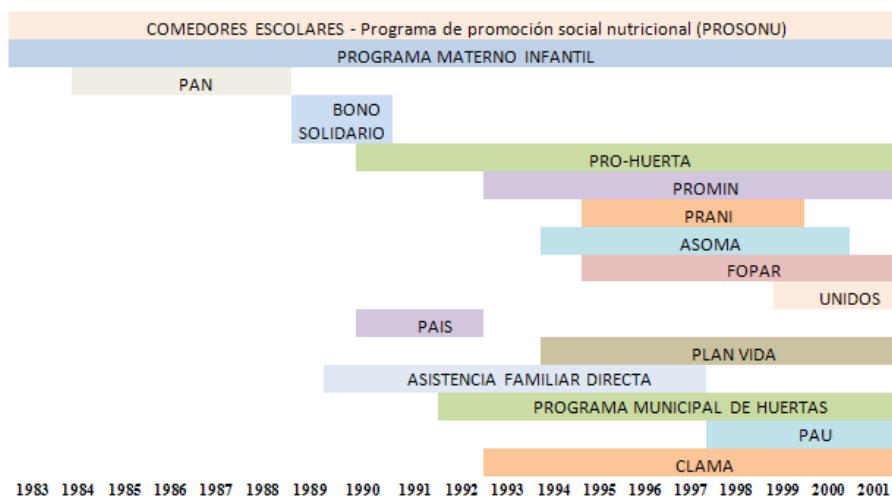 COMEDORES ESCOLARES - Programa de promoción social nutricional (PROSONU)
PROGRAMA MATERNO INFANTIL
PAN
BONO
SOLIDARIO
PRO-HUERTA
PROMIN
PRANI
ASOMA
FOPAR
UNIDOS
PAIS
PLAN VIDA
ASISTENCIA FAMILIAR DIRECTA
PROGRAMA MUNICIPAL DE HUERTAS
PAU
CLAMA
1983 1984 1985 1986 1987 1988 1989 1990 1991 1992 1993 1994 1995 1996 1997 1998 1999 2000 2001